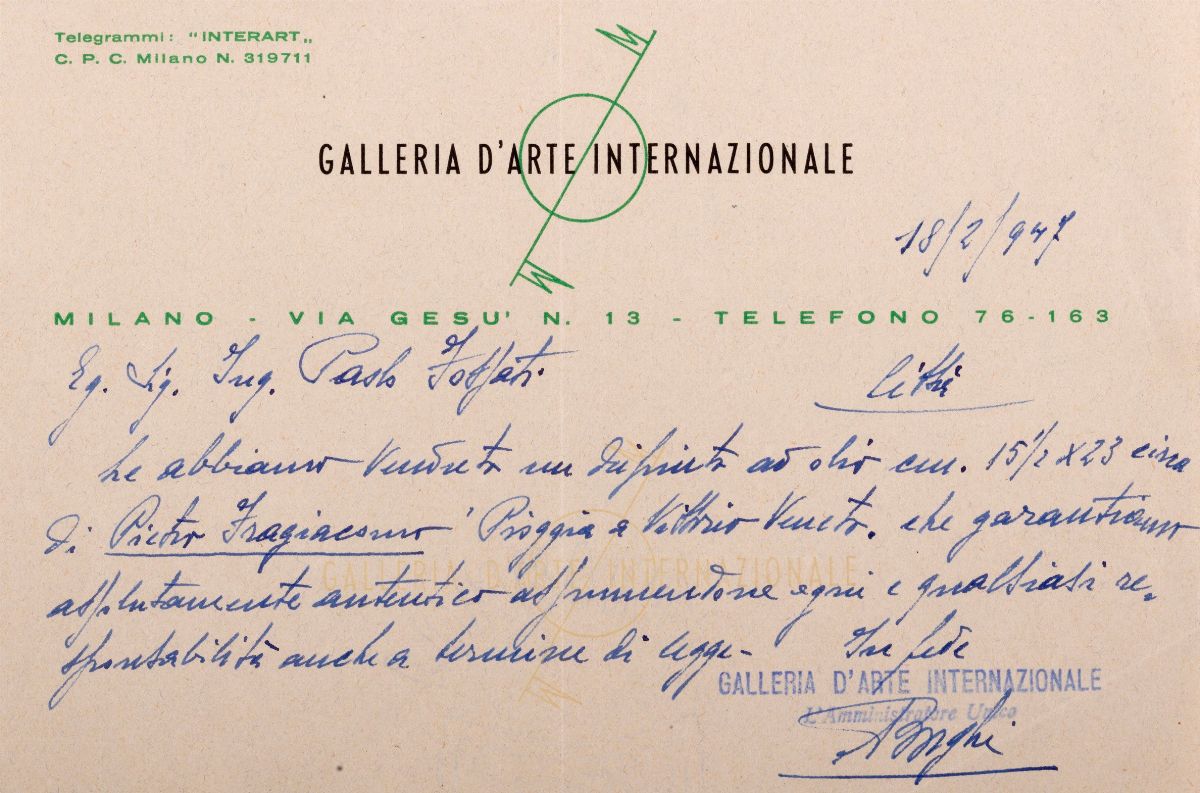 Telegrammi: "INTERART„
C. P. C. Milano N. 319711
M
GALLERIA D'ARTE INTERNAZIONALE
18/2/947
M
MILANO - VIA GESU' N. 13 - TELEFONO 76-163
Eg. Sig. Ing. Paolo Fossati
Città
Le abbiamo venduto un dipinto ad olio cm. 15½ x 23 circa
di Pietro Fragiacomo "Pioggia a Vittorio Veneto. che garantiamo
assolutamente autentico assumendone ogni e qualsiasi re-
sponsabilità anche a termine di legge - In fede
GALLERIA D'ARTE INTERNAZIONALE
L'Amministratore Unico